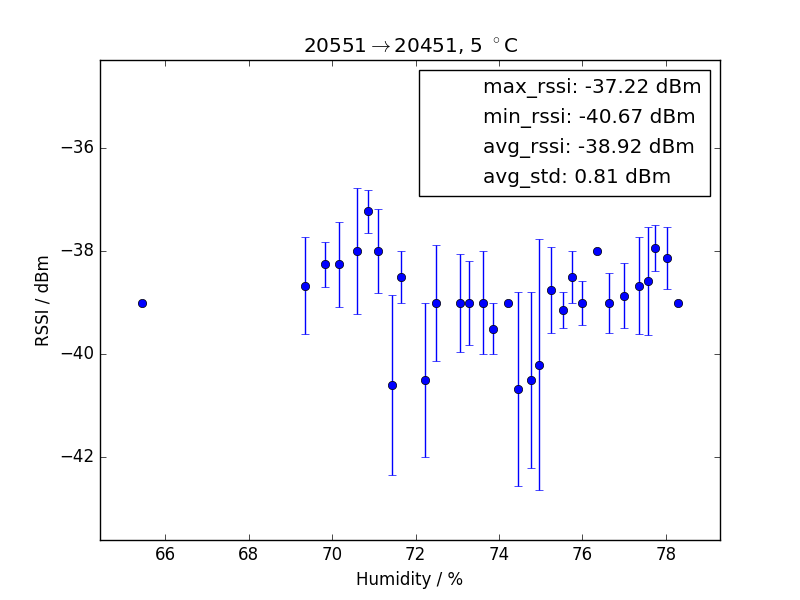 20551→20451, 5 °C
max_rssi: -37.22 dBm
min_rssi: -40.67 dBm
avg_rssi: -38.92 dBm
avg_std: 0.81 dBm
−36
−38
−40
−42
RSSI / dBm
66 68 70 72 74 76 78
Humidity / %